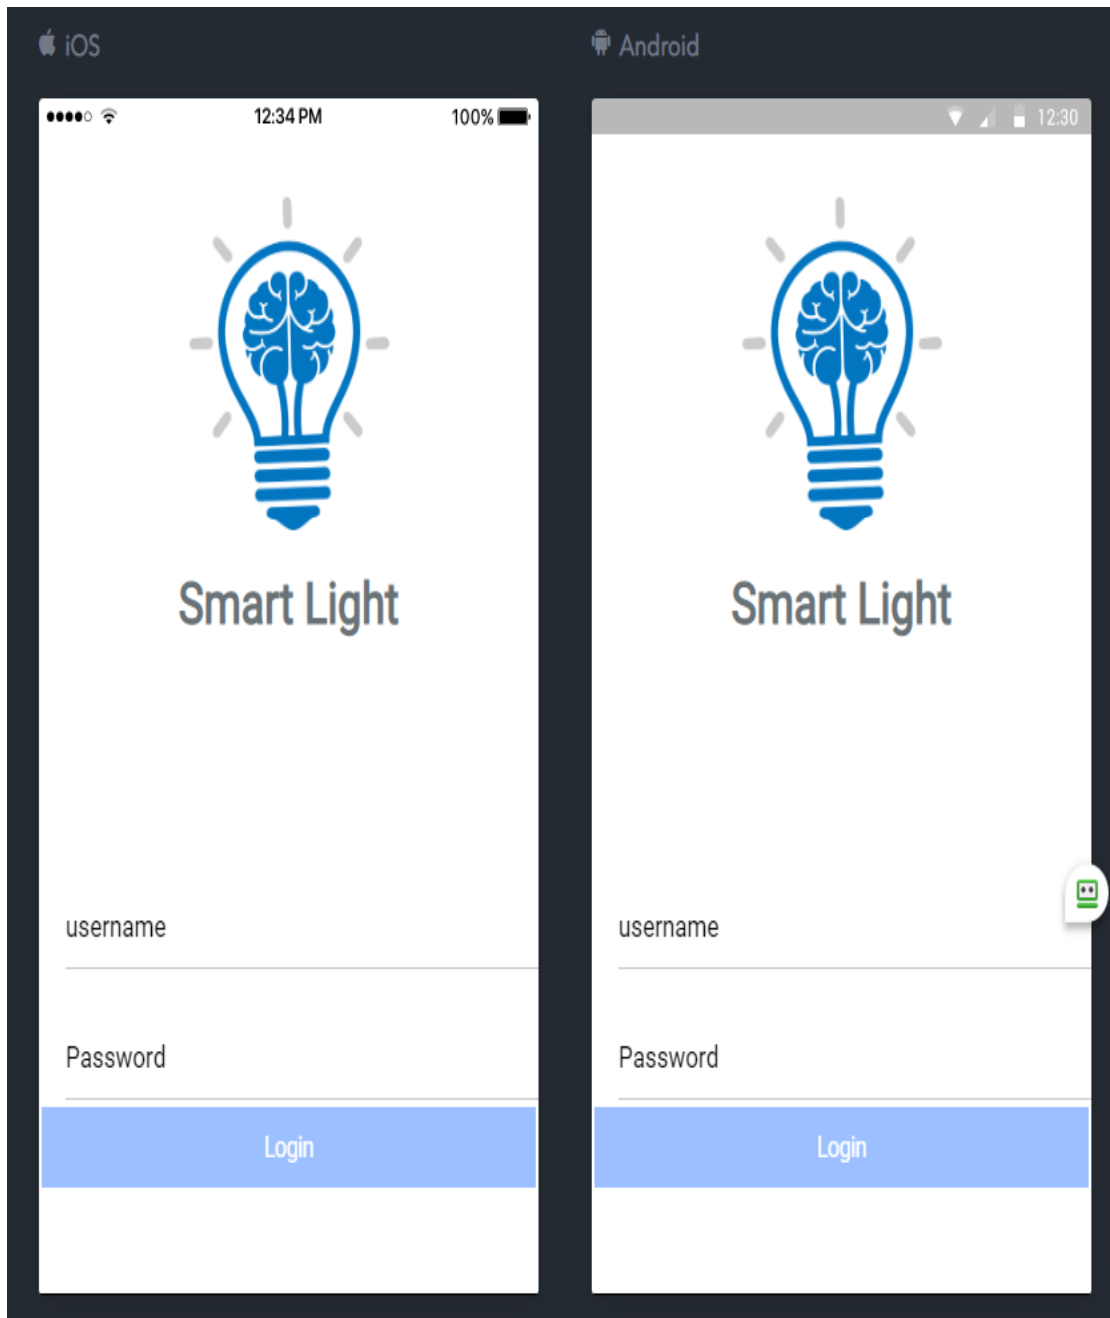 iOS
12:34 PM
100%
Smart Light
username
Password
Login
Android
12:30
Smart Light
username
Password
Login